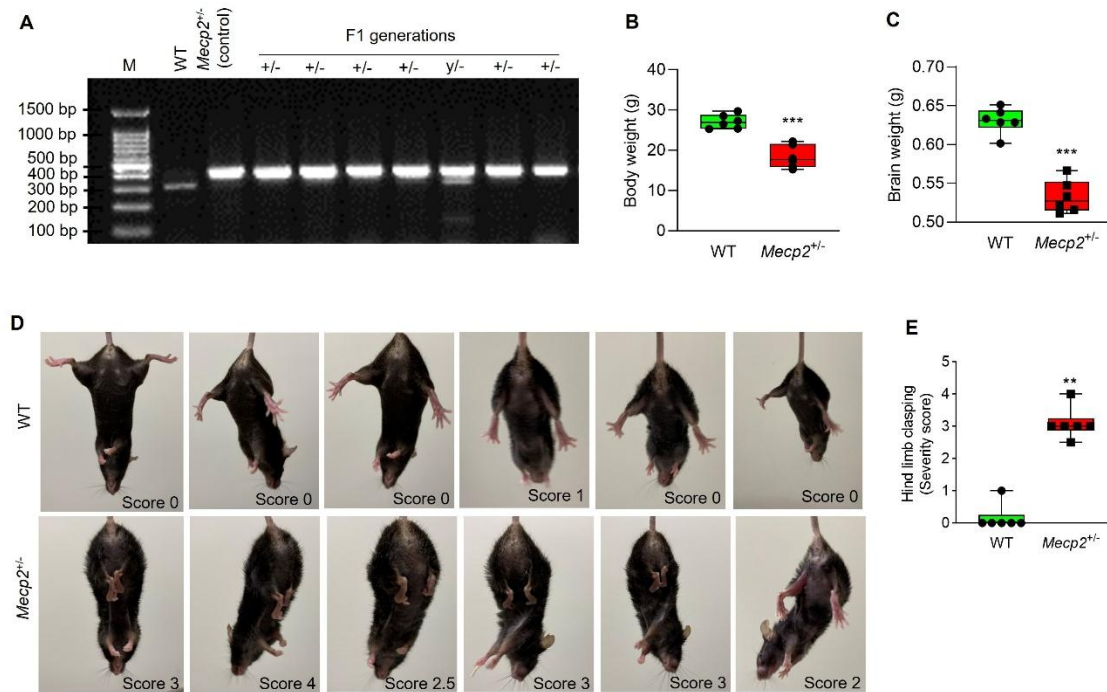 A
F1 generations
M
WT
Mecp2+/-
(control)
+/-
+/-
+/-
+/-
y/-
+/-
+/-
1500 bp
1000 bp
500 bp
400 bp
300 bp
200 bp
100 bp
B
Body weight (g)
40
30
20
10
0
***
WT
Mecp2+/-
C
Brain weight (g)
0.70
0.65
0.60
0.55
0.50
***
WT
Mecp2+/-
D
WT
Score 0
Score 0
Score 0
Score 1
Score 0
Score 0
Mecp2+/-
Score 3
Score 4
Score 2.5
Score 3
Score 3
Score 2
E
Hind limb clasping
(Severity score)
5
4
3
2
1
0
**
WT
Mecp2+/-